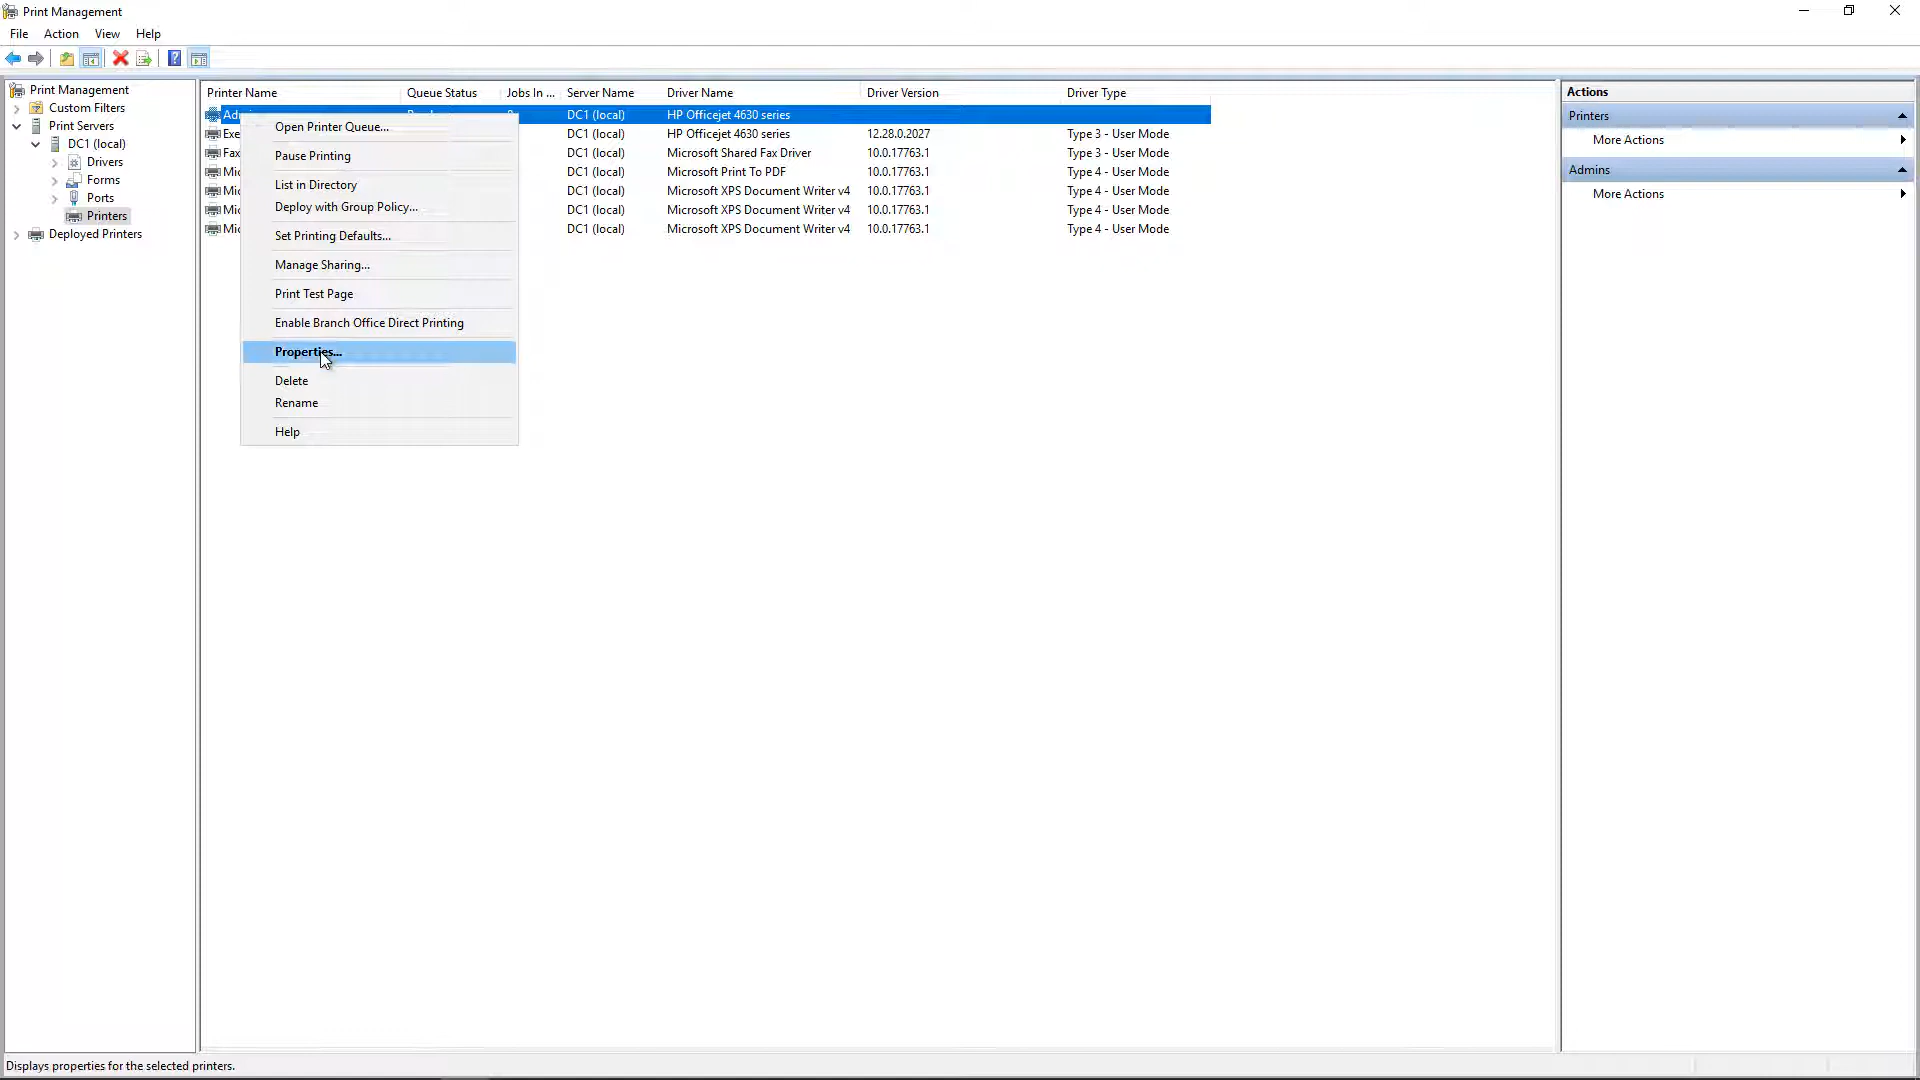 Print Management
File Action View Help
Print Management
Custom Filters
Print Servers
DC1 (local)
Drivers
Forms
Ports
Printers
Deployed Printers
Printer Name Queue Status Jobs In ... Server Name Driver Name Driver Version Driver Type
DC1 (local) HP Officejet 4630 series
Exe DC1 (local) HP Officejet 4630 series 12.28.0.2027 Type 3 - User Mode
Fax DC1 (local) Microsoft Shared Fax Driver 10.0.17763.1 Type 3 - User Mode
Mic DC1 (local) Microsoft Print To PDF 10.0.17763.1 Type 4 - User Mode
Mic DC1 (local) Microsoft XPS Document Writer v4 10.0.17763.1 Type 4 - User Mode
Mic DC1 (local) Microsoft XPS Document Writer v4 10.0.17763.1 Type 4 - User Mode
Mic DC1 (local) Microsoft XPS Document Writer v4 10.0.17763.1 Type 4 - User Mode
Open Printer Queue...
Pause Printing
List in Directory
Deploy with Group Policy...
Set Printing Defaults...
Manage Sharing...
Print Test Page
Enable Branch Office Direct Printing
Properties...
Delete
Rename
Help
Actions
Printers
More Actions
Admins
More Actions
Displays properties for the selected printers.